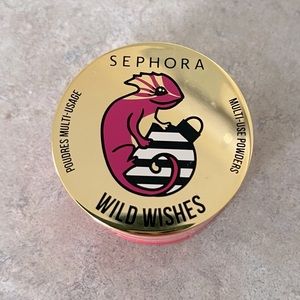 SEPHORA
POUDRES MULTI-USAGE
MULTI-USE POWDERS
WILD WISHES